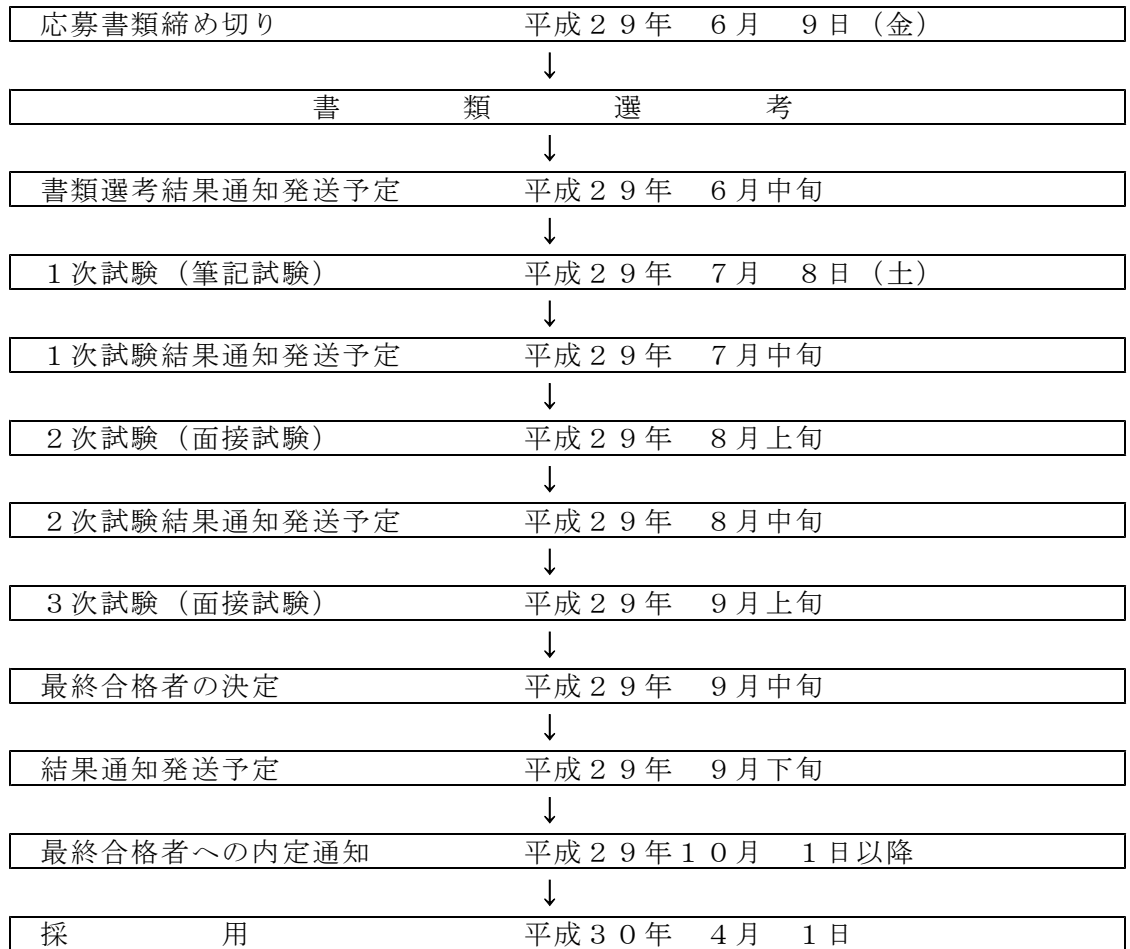 応募書類締め切り　平成２９年　６月　９日（金）
↓
書　類　選　考
↓
書類選考結果通知発送予定　平成２９年　６月中旬
↓
１次試験（筆記試験）　平成２９年　７月　８日（土）
↓
１次試験結果通知発送予定　平成２９年　７月中旬
↓
２次試験（面接試験）　平成２９年　８月上旬
↓
２次試験結果通知発送予定　平成２９年　８月中旬
↓
３次試験（面接試験）　平成２９年　９月上旬
↓
最終合格者の決定　平成２９年　９月中旬
↓
結果通知発送予定　平成２９年　９月下旬
↓
最終合格者への内定通知　平成２９年１０月　１日以降
↓
採　用　平成３０年　４月　１日